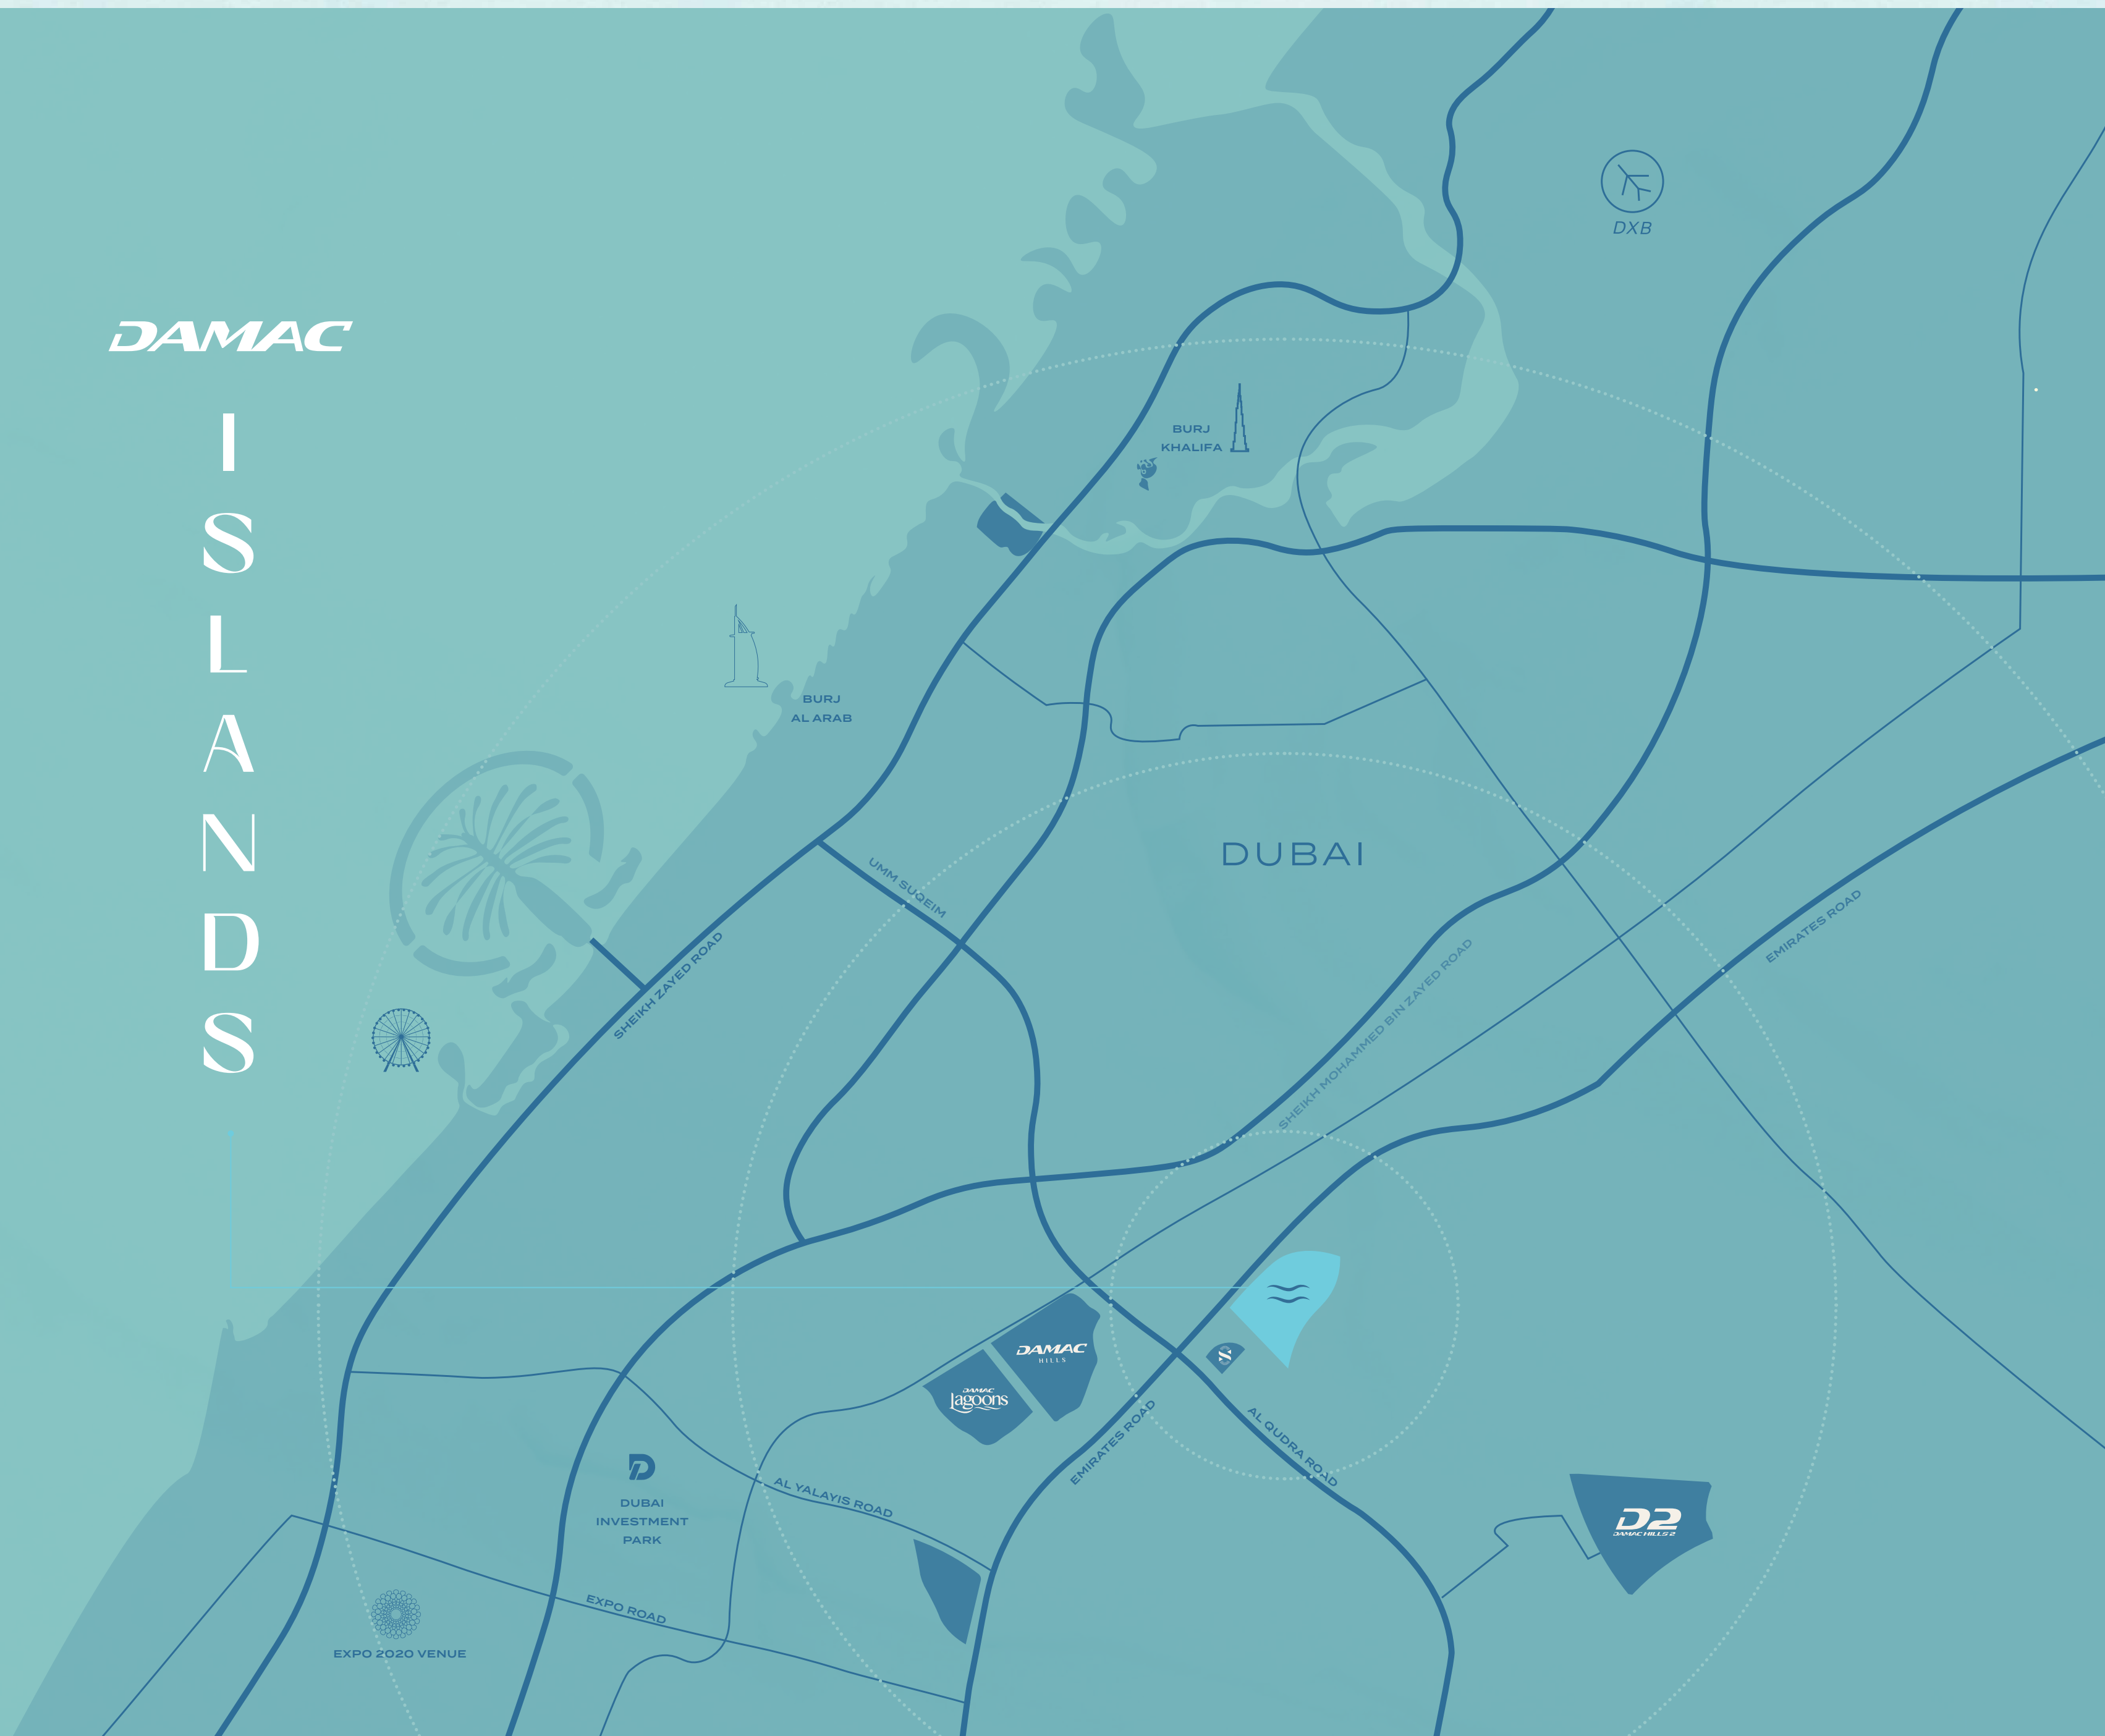 DXB
DAMAC
ISLANDS
BURJ
KHALIFA
BURJ
AL ARAB
DUBAI
UMM SUQEIM
SHEIKH ZAYED ROAD
SHEIKH MOHAMMED BIN ZAYED ROAD
EMIRATES ROAD
DAMAC
HILLS
S
DAMAC
lagoons
EMIRATES ROAD
AL QUDRA ROAD
AL YALAYIS ROAD
DUBAI
INVESTMENT
PARK
D2
DAMAC HILLS 2
EXPO ROAD
EXPO 2020 VENUE